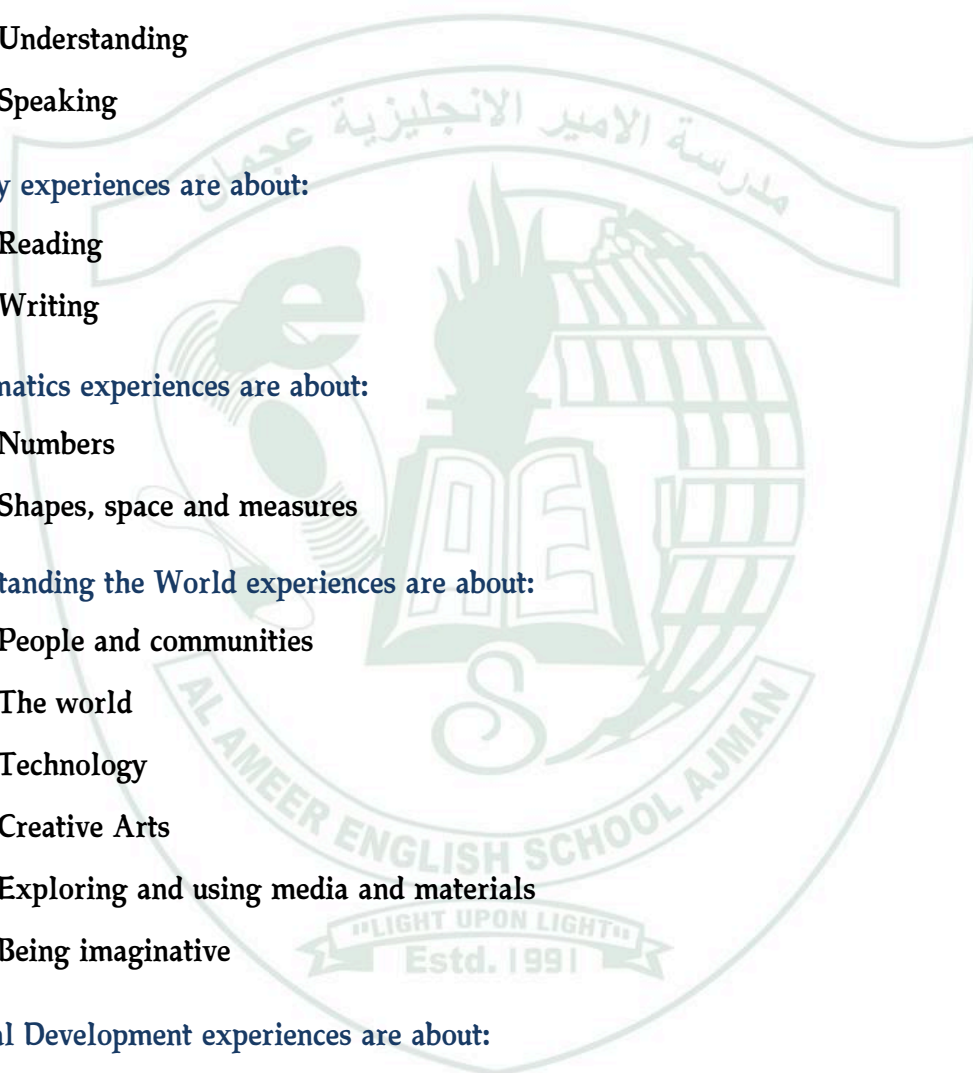 Understanding
Speaking
مدرسة الامير الانجليزية عجمان
y experiences are about:
Reading
Writing
matics experiences are about:
Numbers
Shapes, space and measures
tanding the World experiences are about:
People and communities
The world
Technology
Creative Arts
Exploring and using media and materials
Being imaginative
e
AE
S
AL AMEER ENGLISH SCHOOL AJMAN
"LIGHT UPON LIGHT"
Estd. 1991
al Development experiences are about: